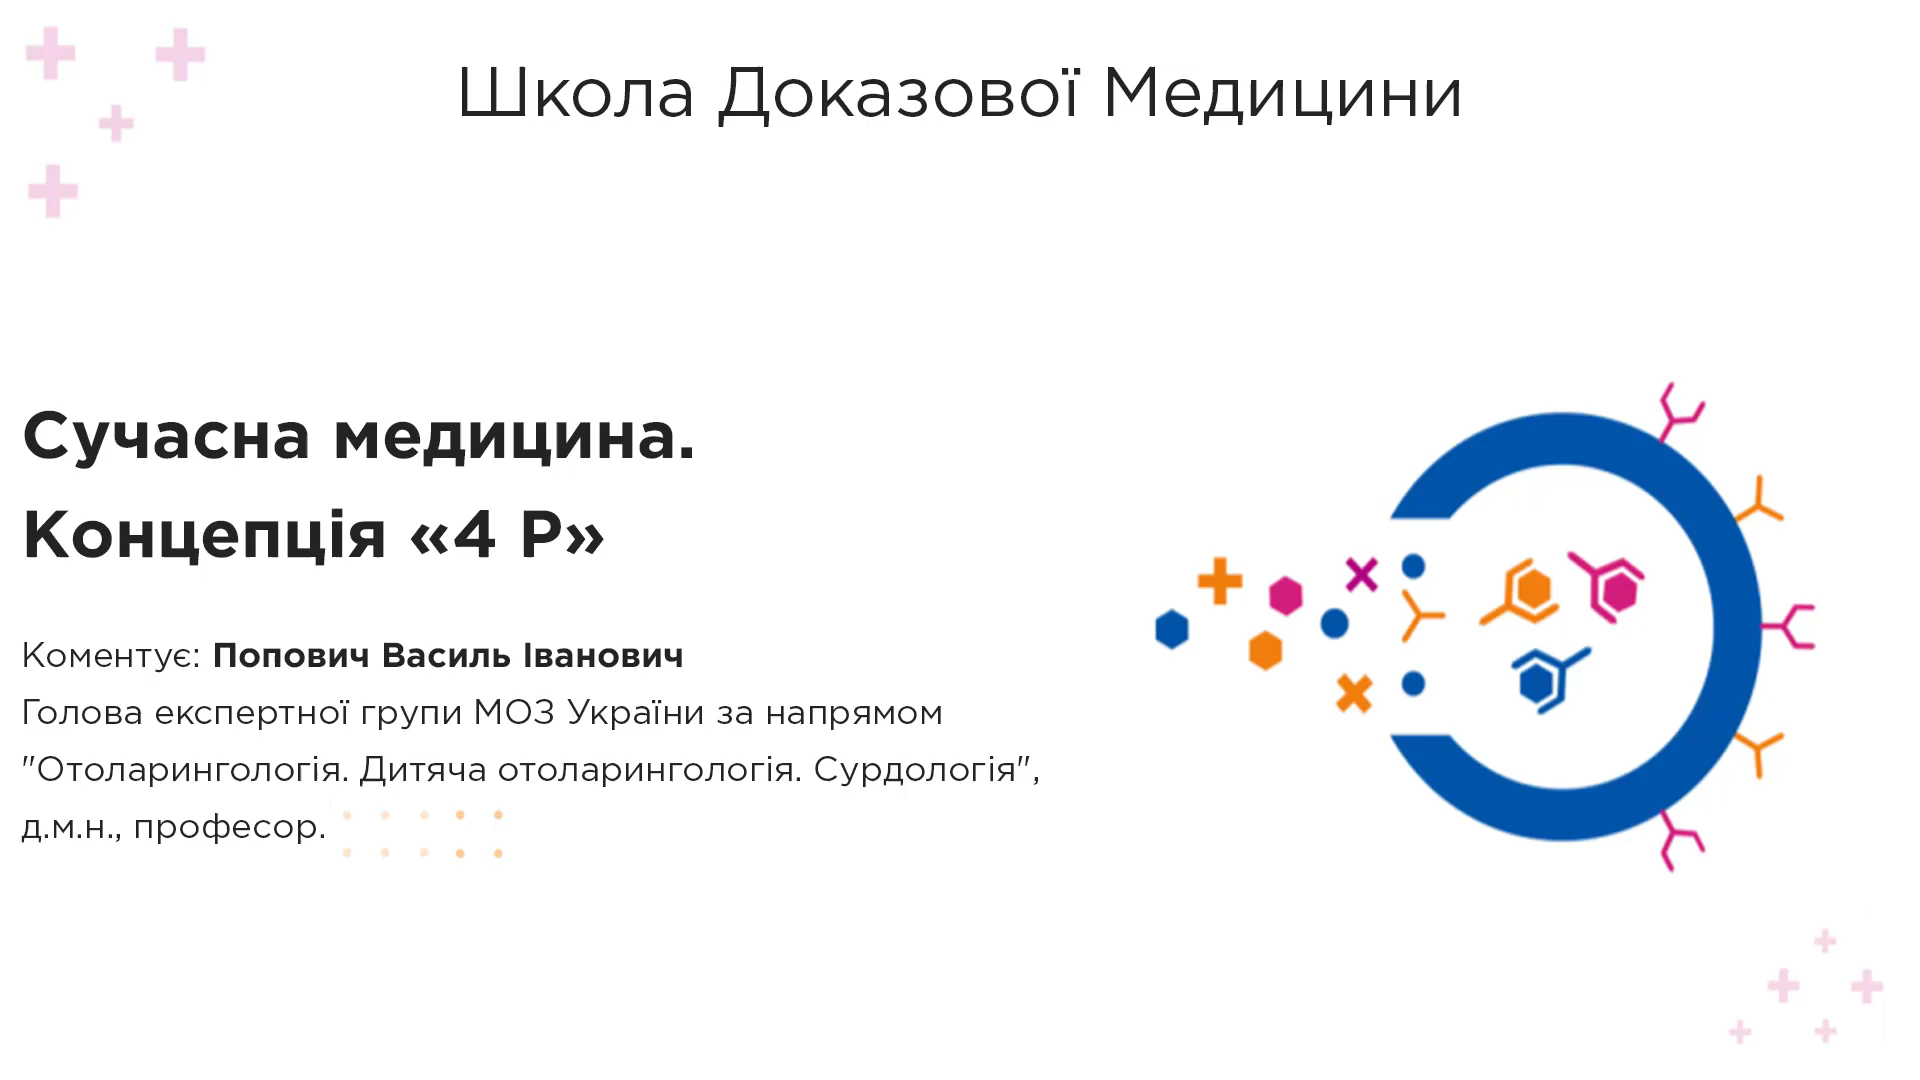 Школа Доказової Медицини
Сучасна медицина.
Концепція «4 Р»
Коментує: Попович Василь Іванович
Голова експертної групи МОЗ України за напрямом
"Отоларингологія. Дитяча отоларингологія. Сурдологія",
д.м.н., професор.